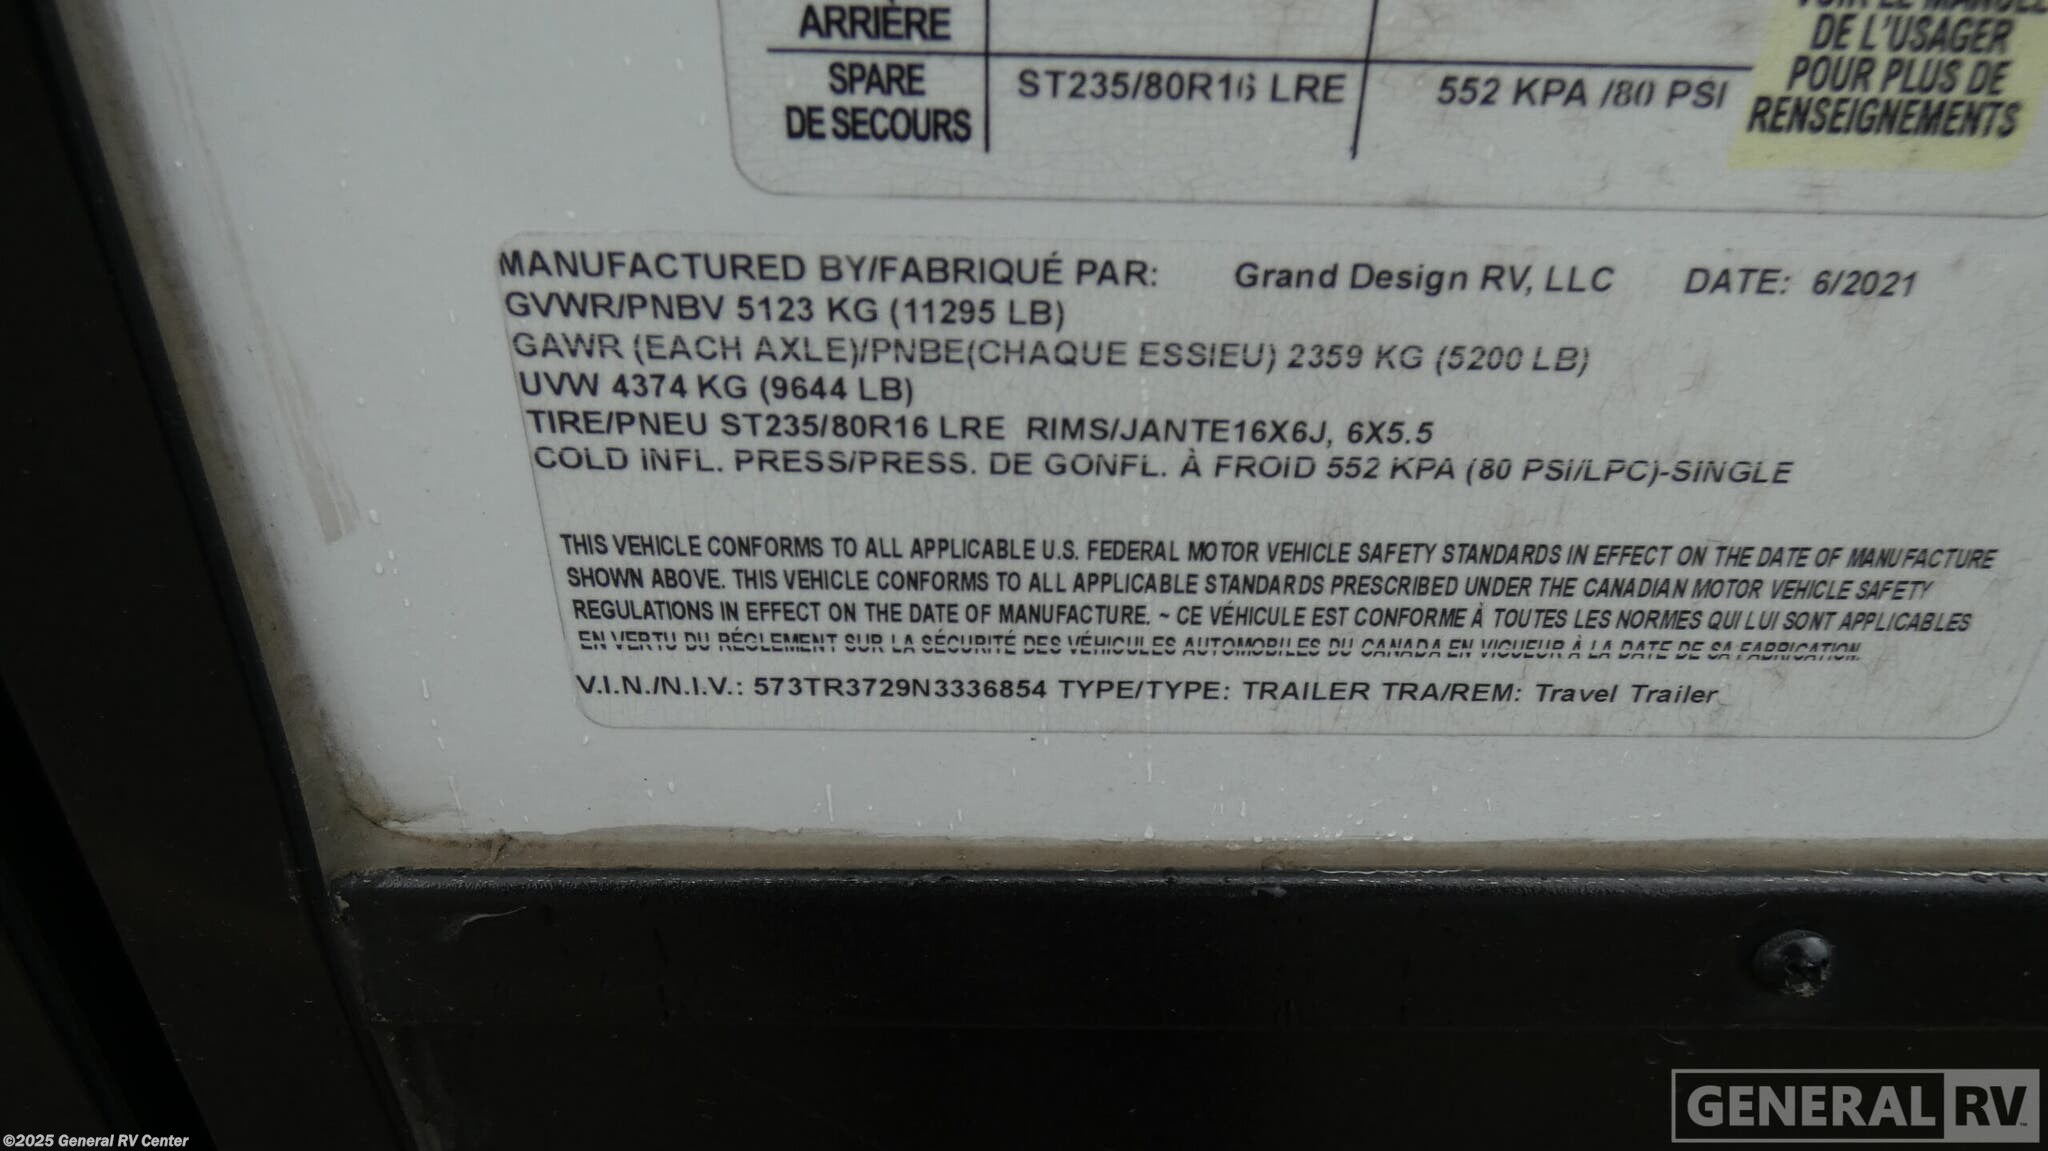 ARRIÈRE
SPARE
DE SECOURS
ST235/80R16 LRE
552 KPA /80 PSI
VOIR LE MANUEL
DE L'USAGER
POUR PLUS DE
RENSEIGNEMENTS
MANUFACTURED BY/FABRIQUÉ PAR: Grand Design RV, LLC DATE: 6/2021
GVWR/PNBV 5123 KG (11295 LB)
GAWR (EACH AXLE)/PNBE(CHAQUE ESSIEU) 2359 KG (5200 LB)
UVW 4374 KG (9644 LB)
TIRE/PNEU ST235/80R16 LRE RIMS/JANTE16X6J, 6X5.5
COLD INFL. PRESS/PRESS. DE GONFL. À FROID 552 KPA (80 PSI/LPC)-SINGLE
THIS VEHICLE CONFORMS TO ALL APPLICABLE U.S. FEDERAL MOTOR VEHICLE SAFETY STANDARDS IN EFFECT ON THE DATE OF MANUFACTURE
SHOWN ABOVE. THIS VEHICLE CONFORMS TO ALL APPLICABLE STANDARDS PRESCRIBED UNDER THE CANADIAN MOTOR VEHICLE SAFETY
REGULATIONS IN EFFECT ON THE DATE OF MANUFACTURE. ~ CE VÉHICULE EST CONFORME À TOUTES LES NORMES QUI LUI SONT APPLICABLES
EN VERTU DU RÉGLEMENT SUR LA SÉCURITÉ DES VÉHICULES AUTOMOBILES DU CANADA EN VIGUEUR À LA DATE DE SA FABRICATION.
V.I.N./N.I.V.: 573TR3729N3336854 TYPE/TYPE: TRAILER TRA/REM: Travel Trailer
GENERAL RV
©2025 General RV Center